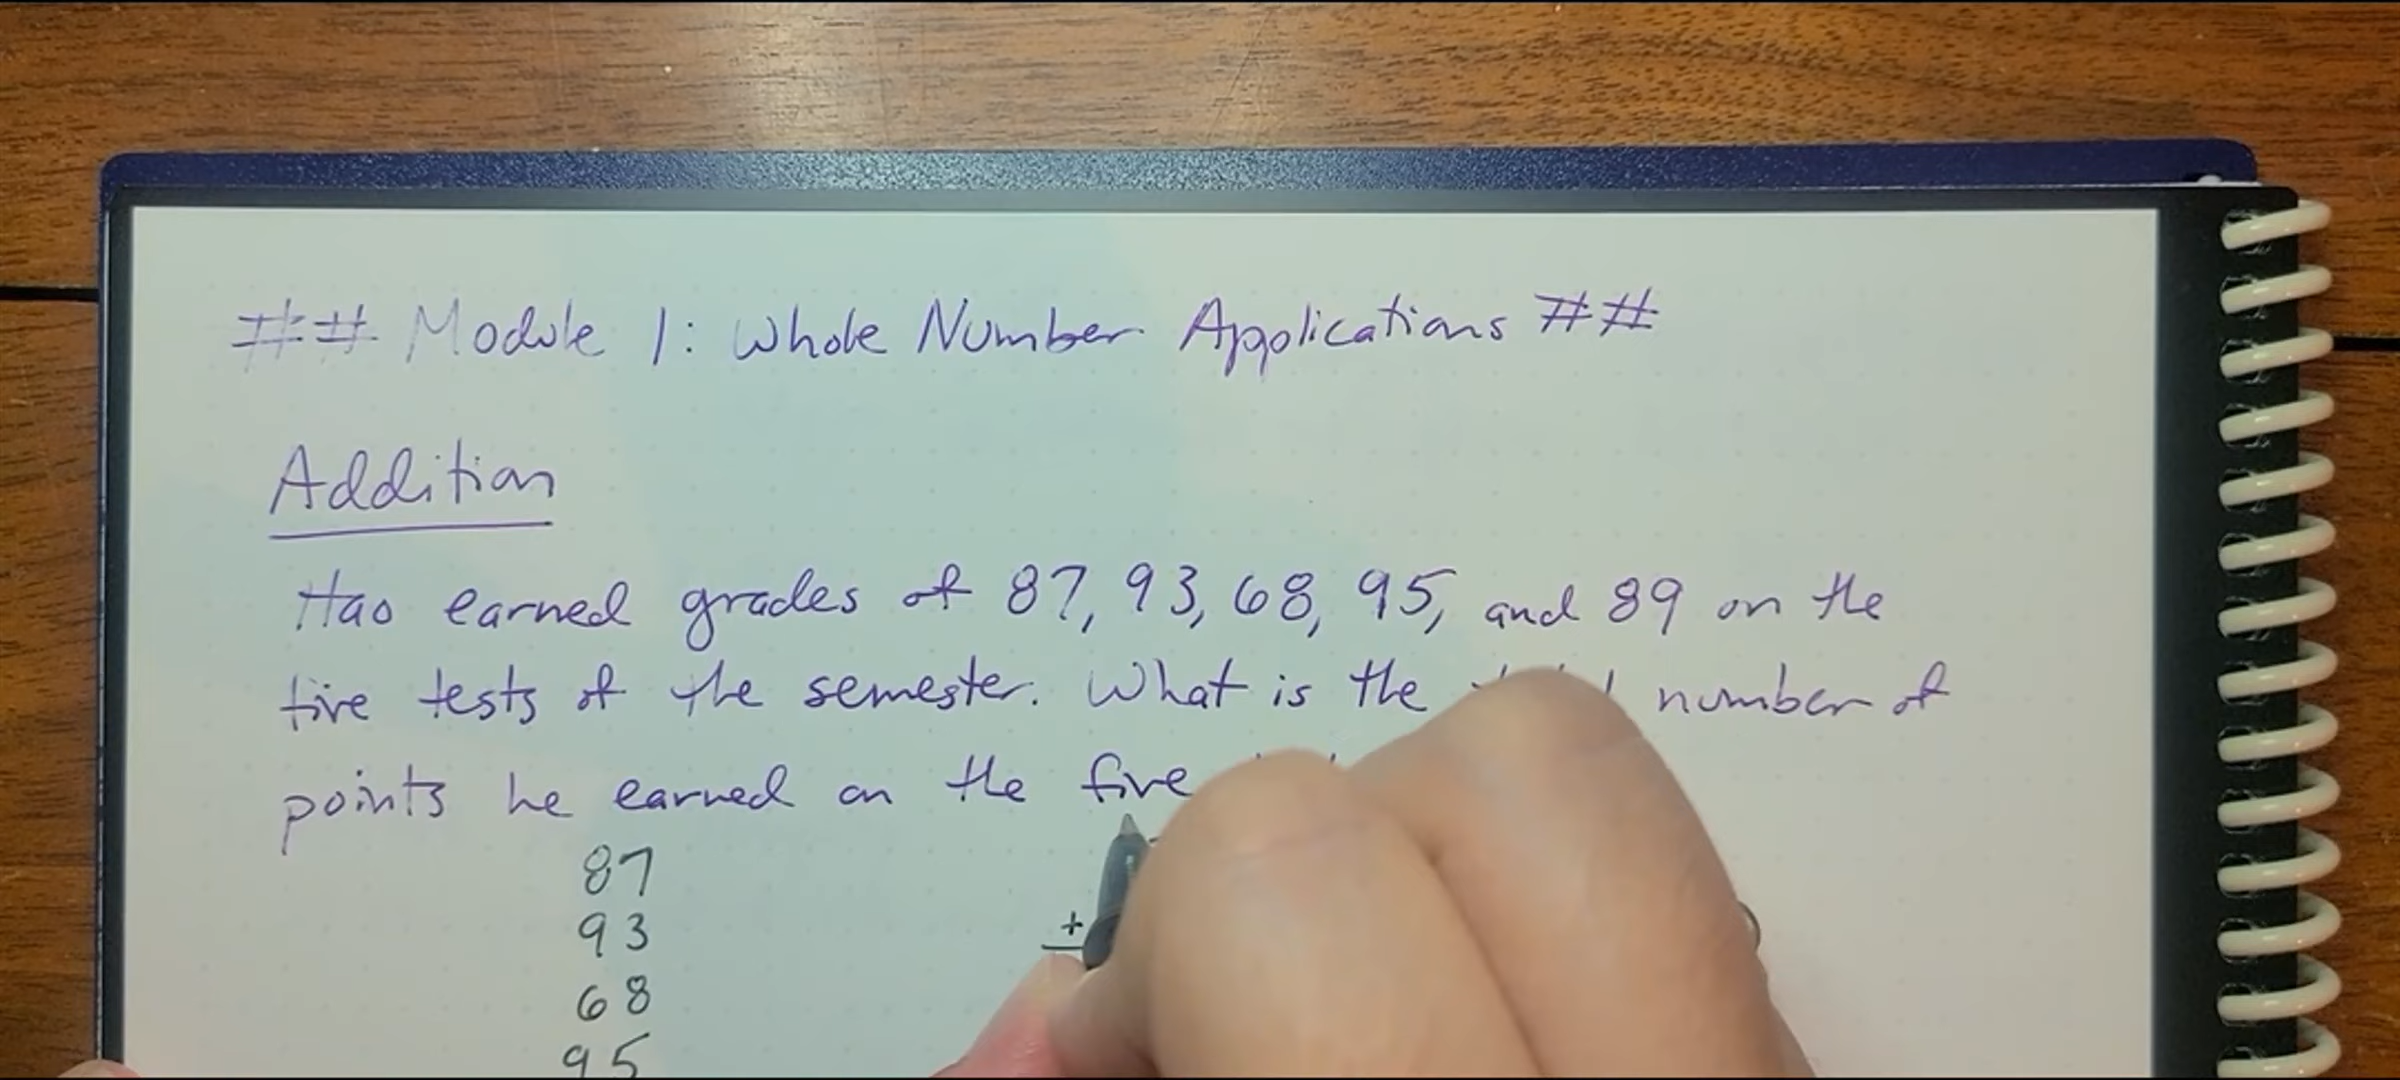 ## Module 1: Whole Number Applications ##
Addition
Hao earned grades of 87, 93, 68, 95, and 89 on the
five tests of the semester. What is the number of
points he earned on the five
87
93 +
68
95